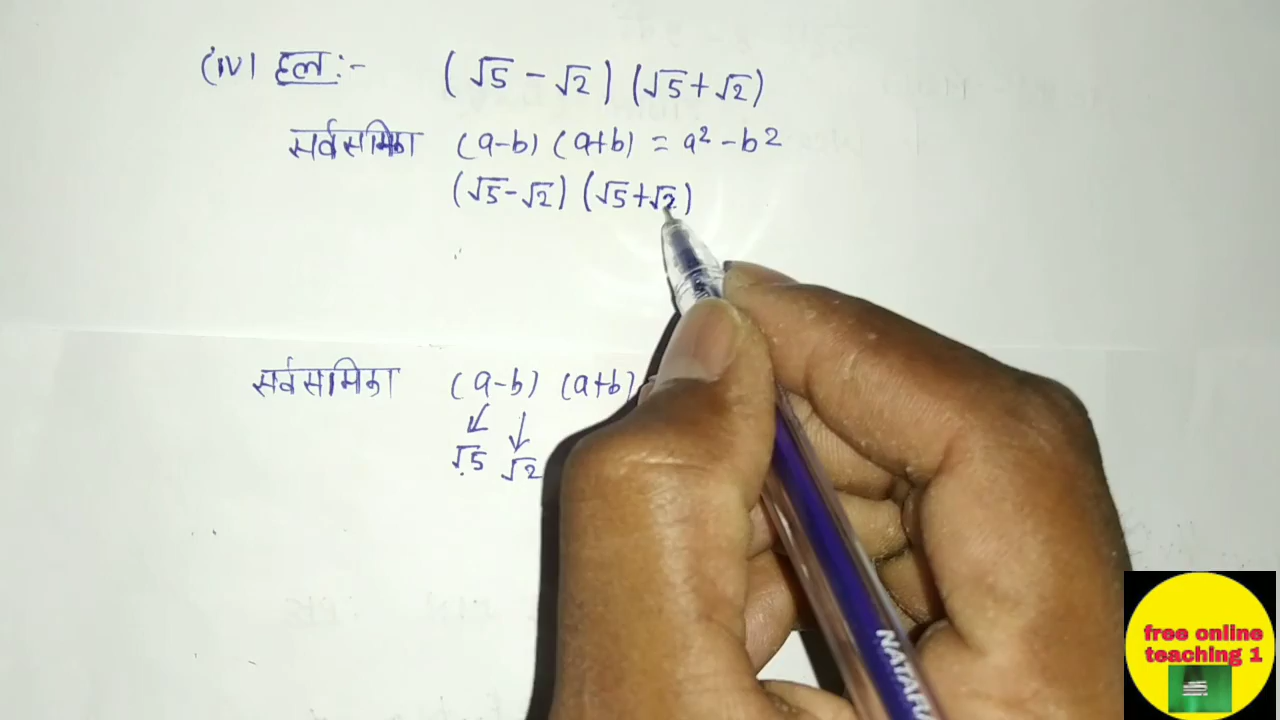 (iv) हल :- (√5 - √2) (√5 + √2)
सर्वसमिका (a-b) (a+b) = a² - b²
(√5 - √2) (√5 + √2)
सर्वसमिका (a-b) (a+b)
√5 √2
NATARA
free online
teaching 1